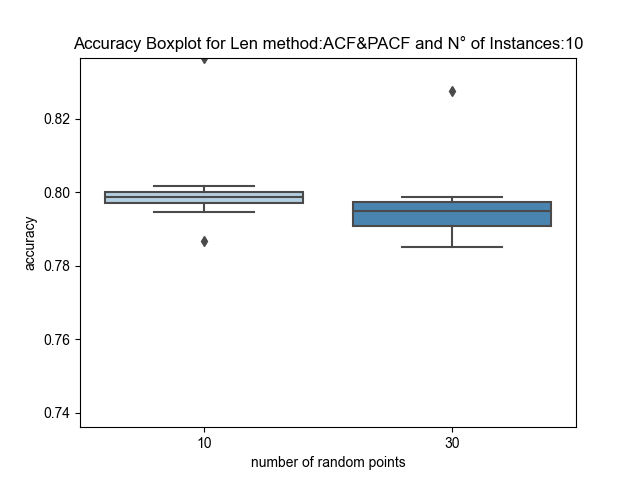 Accuracy Boxplot for Len method:ACF&PACF and N° of Instances:10
0.82
0.80
0.78
0.76
0.74
accuracy
10
30
number of random points